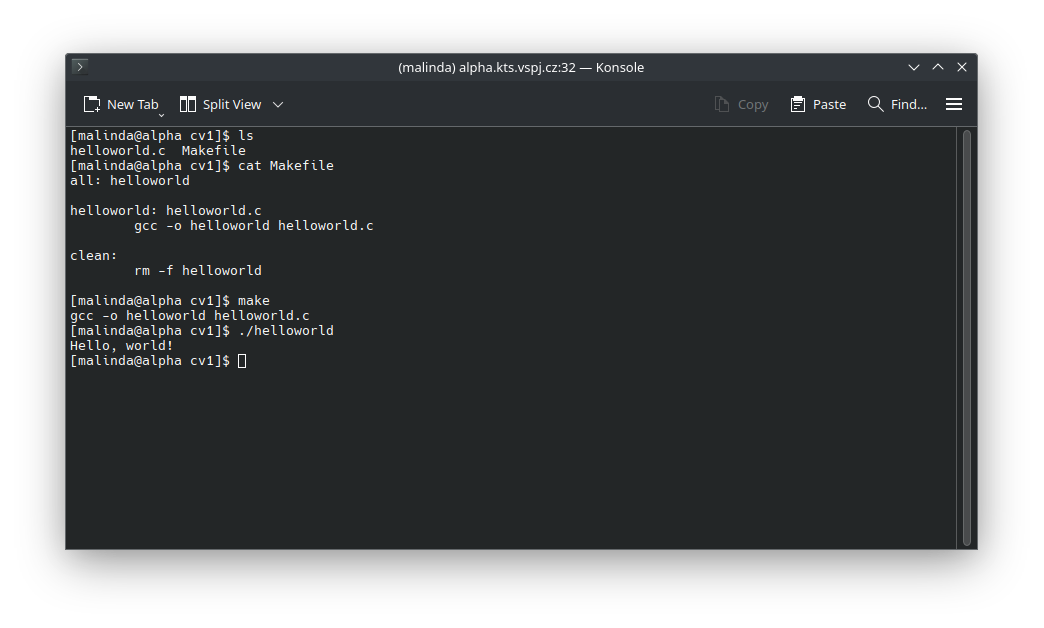 (malinda) alpha.kts.vspj.cz:32 — Konsole
New Tab Split View Copy Paste Find...
[malinda@alpha cv1]$ ls
helloworld.c  Makefile
[malinda@alpha cv1]$ cat Makefile
all: helloworld

helloworld: helloworld.c
        gcc -o helloworld helloworld.c

clean:
        rm -f helloworld

[malinda@alpha cv1]$ make
gcc -o helloworld helloworld.c
[malinda@alpha cv1]$ ./helloworld
Hello, world!
[malinda@alpha cv1]$